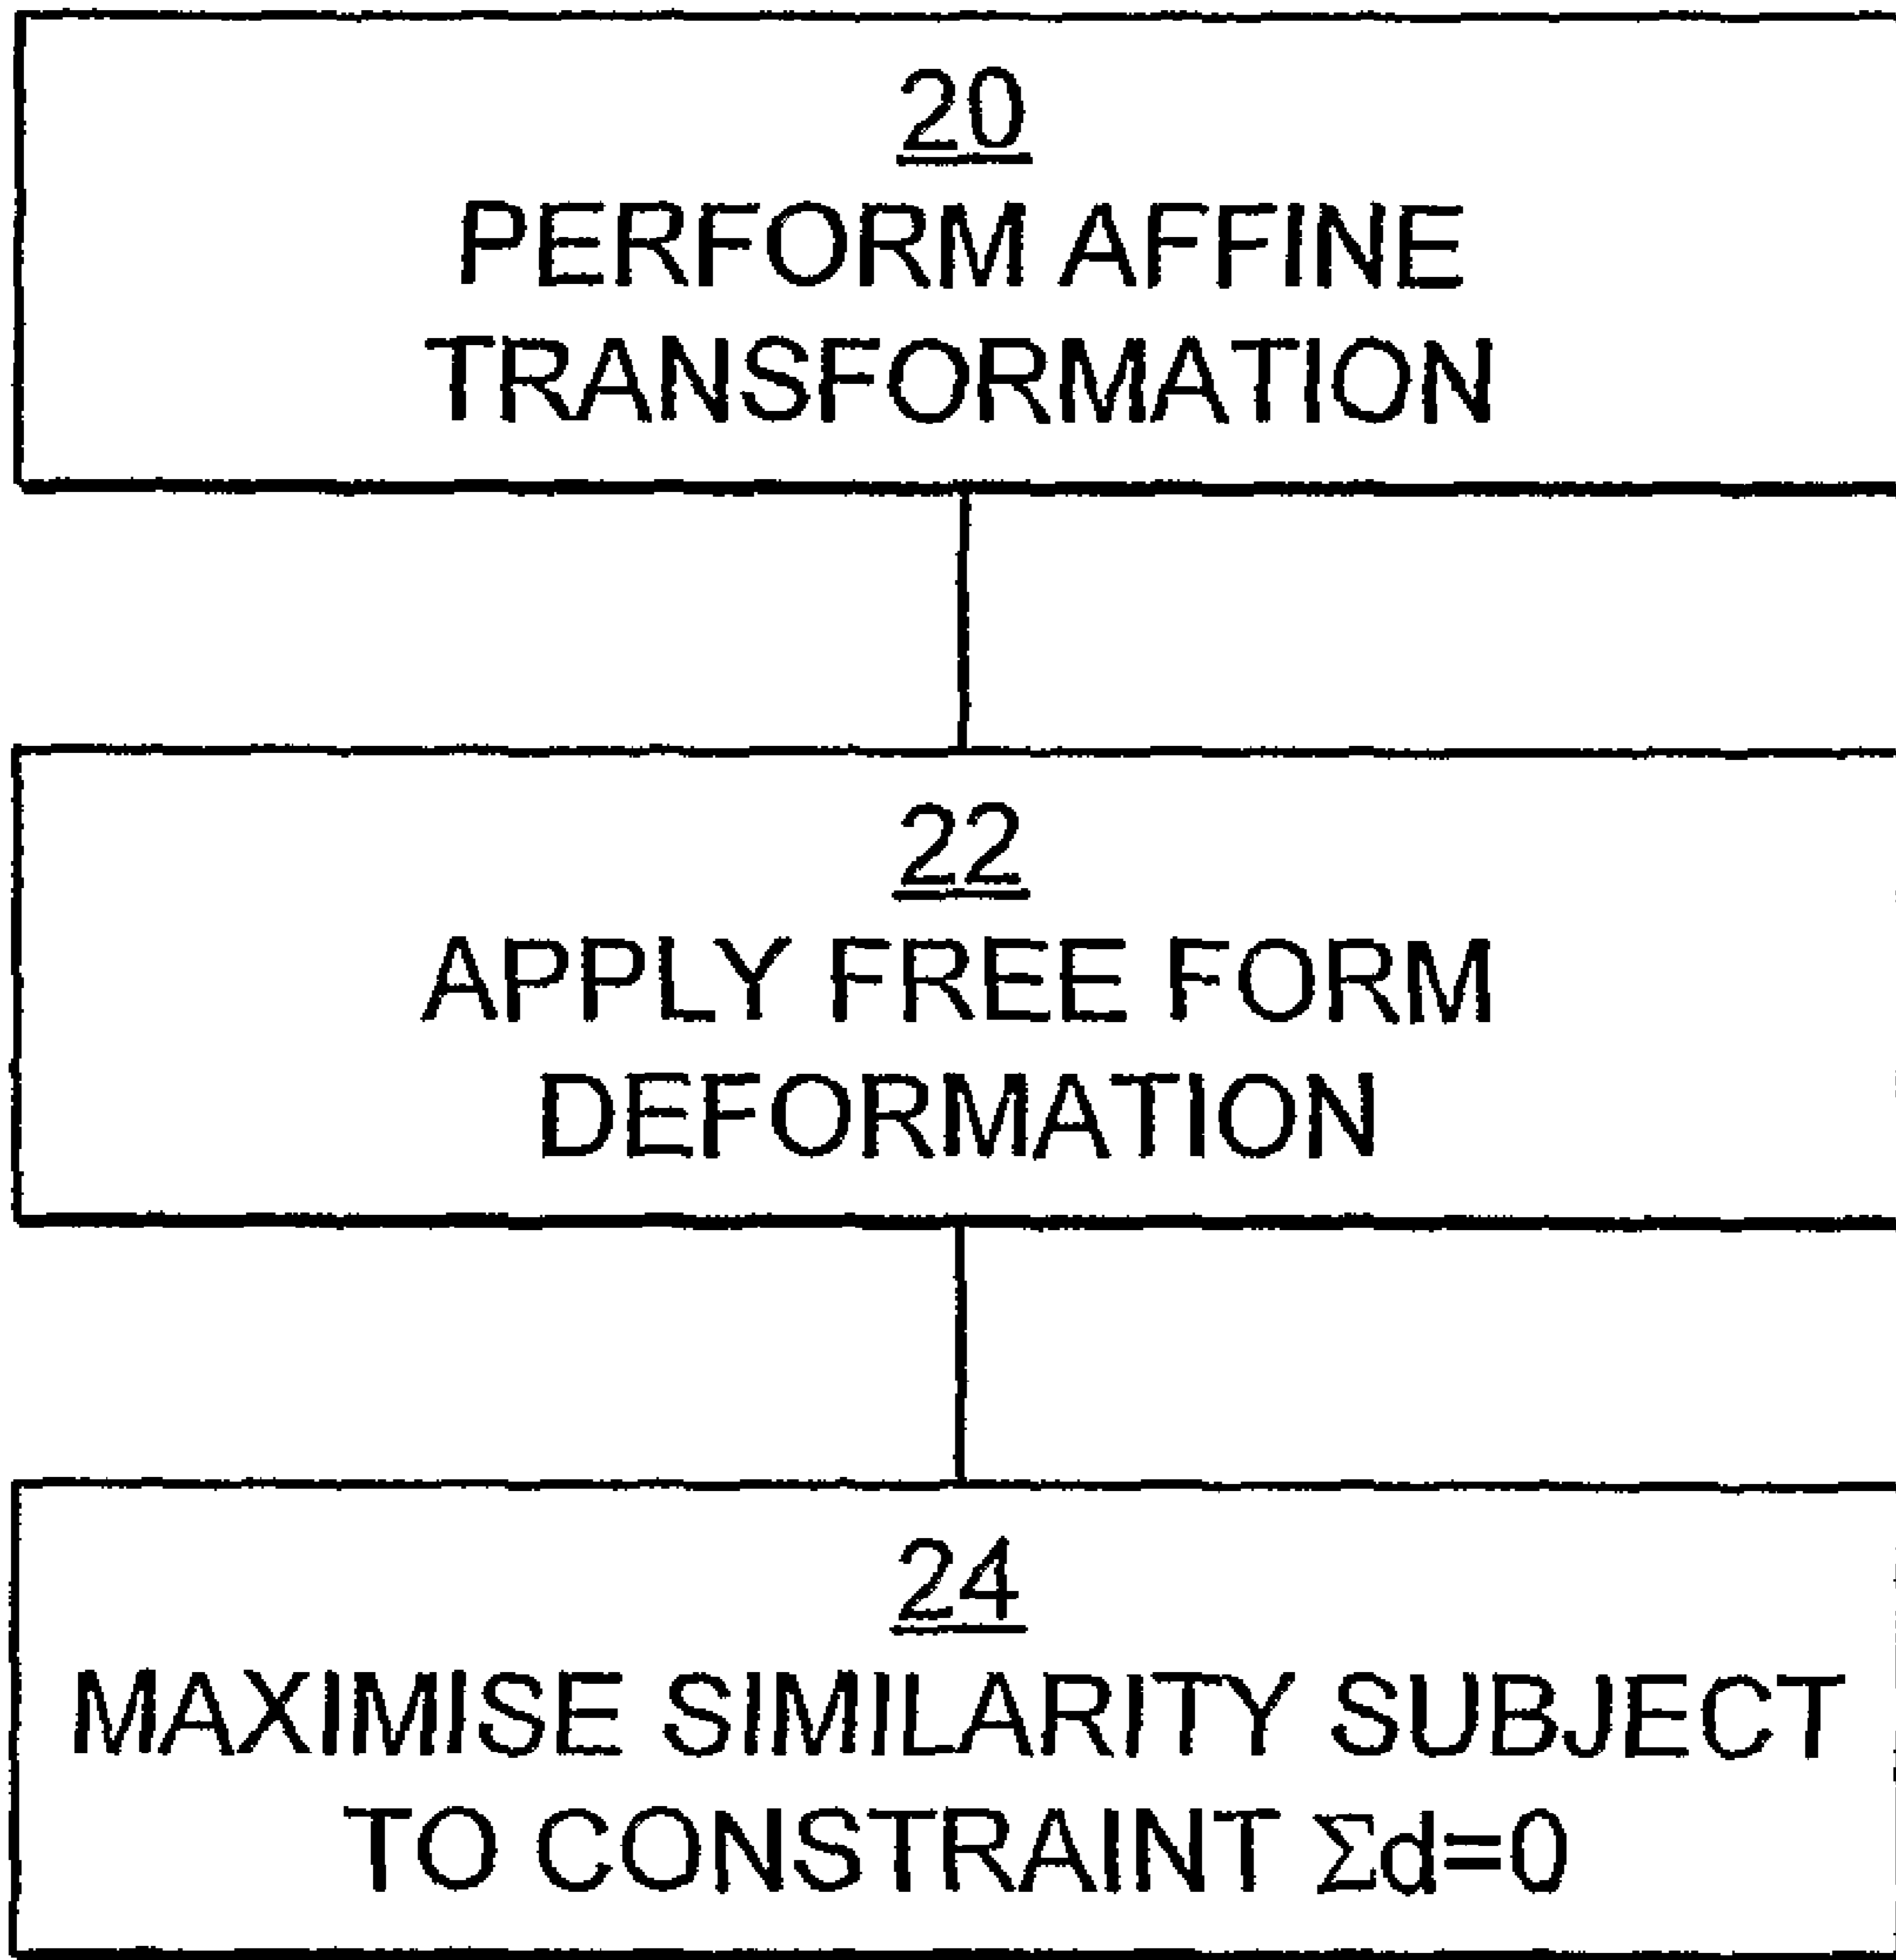 20
PERFORM AFFINE
TRANSFORMATION
22
APPLY FREE FORM
DEFORMATION
24
MAXIMISE SIMILARITY SUBJECT
TO CONSTRAINT Σd=0